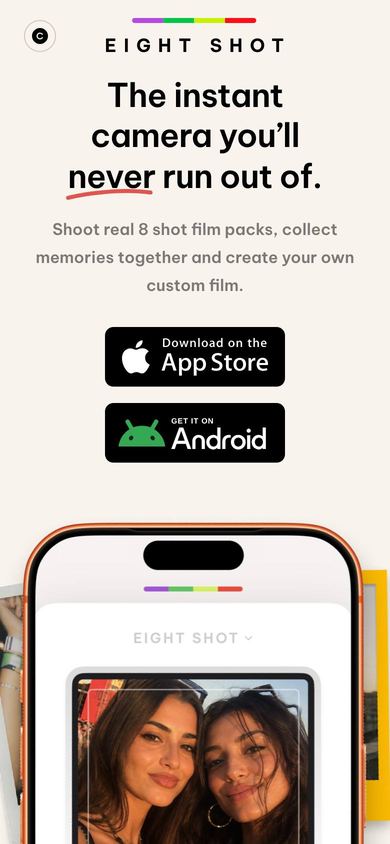 C
EIGHT SHOT
The instant
camera you’ll
never run out of.
Shoot real 8 shot film packs, collect
memories together and create your own
custom film.
Download on the
App Store
GET IT ON
Android
EIGHT SHOT